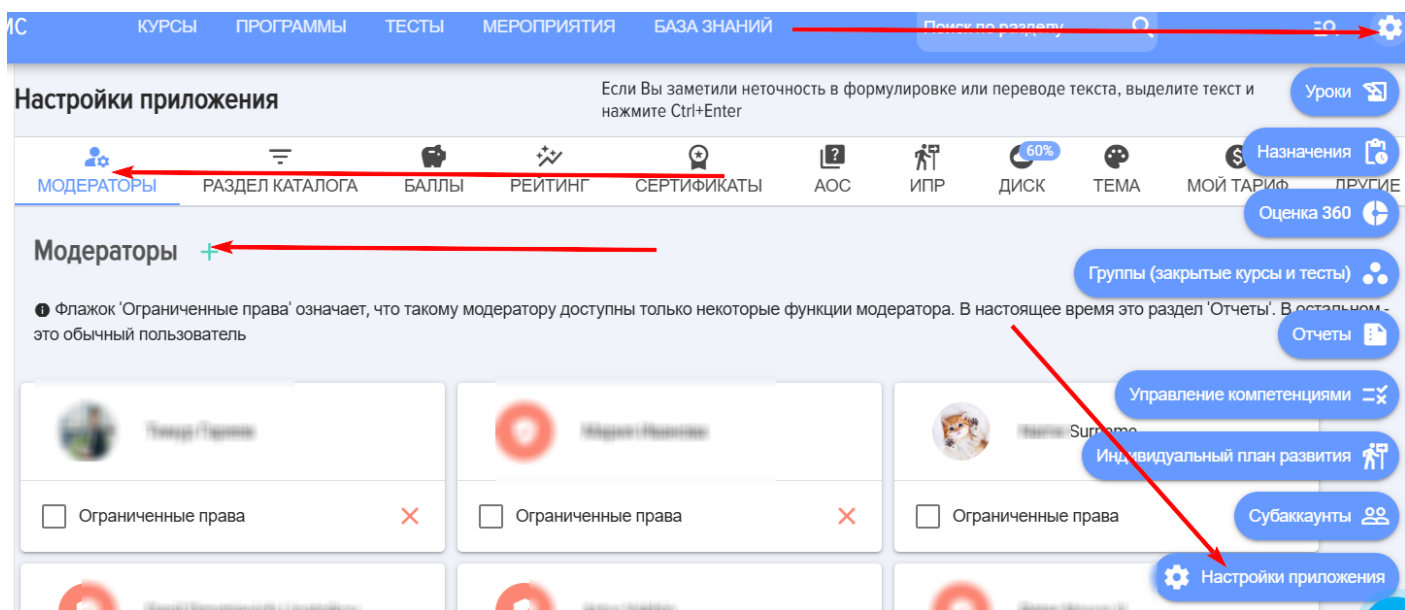 ИС КУРСЫ ПРОГРАММЫ ТЕСТЫ МЕРОПРИЯТИЯ БАЗА ЗНАНИЙ Поиск по разделу
Настройки приложения
Если Вы заметили неточность в формулировке или переводе текста, выделите текст и
нажмите Ctrl+Enter
Уроки
60%
Назначения
МОДЕРАТОРЫ РАЗДЕЛ КАТАЛОГА БАЛЛЫ РЕЙТИНГ СЕРТИФИКАТЫ АОС ИПР ДИСК ТЕМА МОЙ ТАРИФ ДРУГИЕ
Оценка 360
Модераторы +
Группы (закрытые курсы и тесты)
Флажок 'Ограниченные права' означает, что такому модератору доступны только некоторые функции модератора. В настоящее время это раздел 'Отчеты'. В остальном -
это обычный пользователь
Отчеты
Управление компетенциями
Surname
Индивидуальный план развития
Ограниченные права Ограниченные права Ограниченные права
Субаккаунты
Настройки приложения